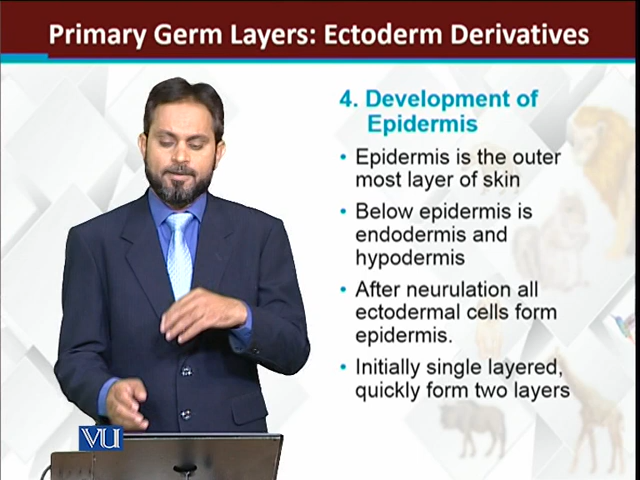 Primary Germ Layers: Ectoderm Derivatives
4. Development of
Epidermis
• Epidermis is the outer
most layer of skin
• Below epidermis is
endodermis and
hypodermis
• After neurulation all
ectodermal cells form
epidermis.
• Initially single layered,
quickly form two layers
VU